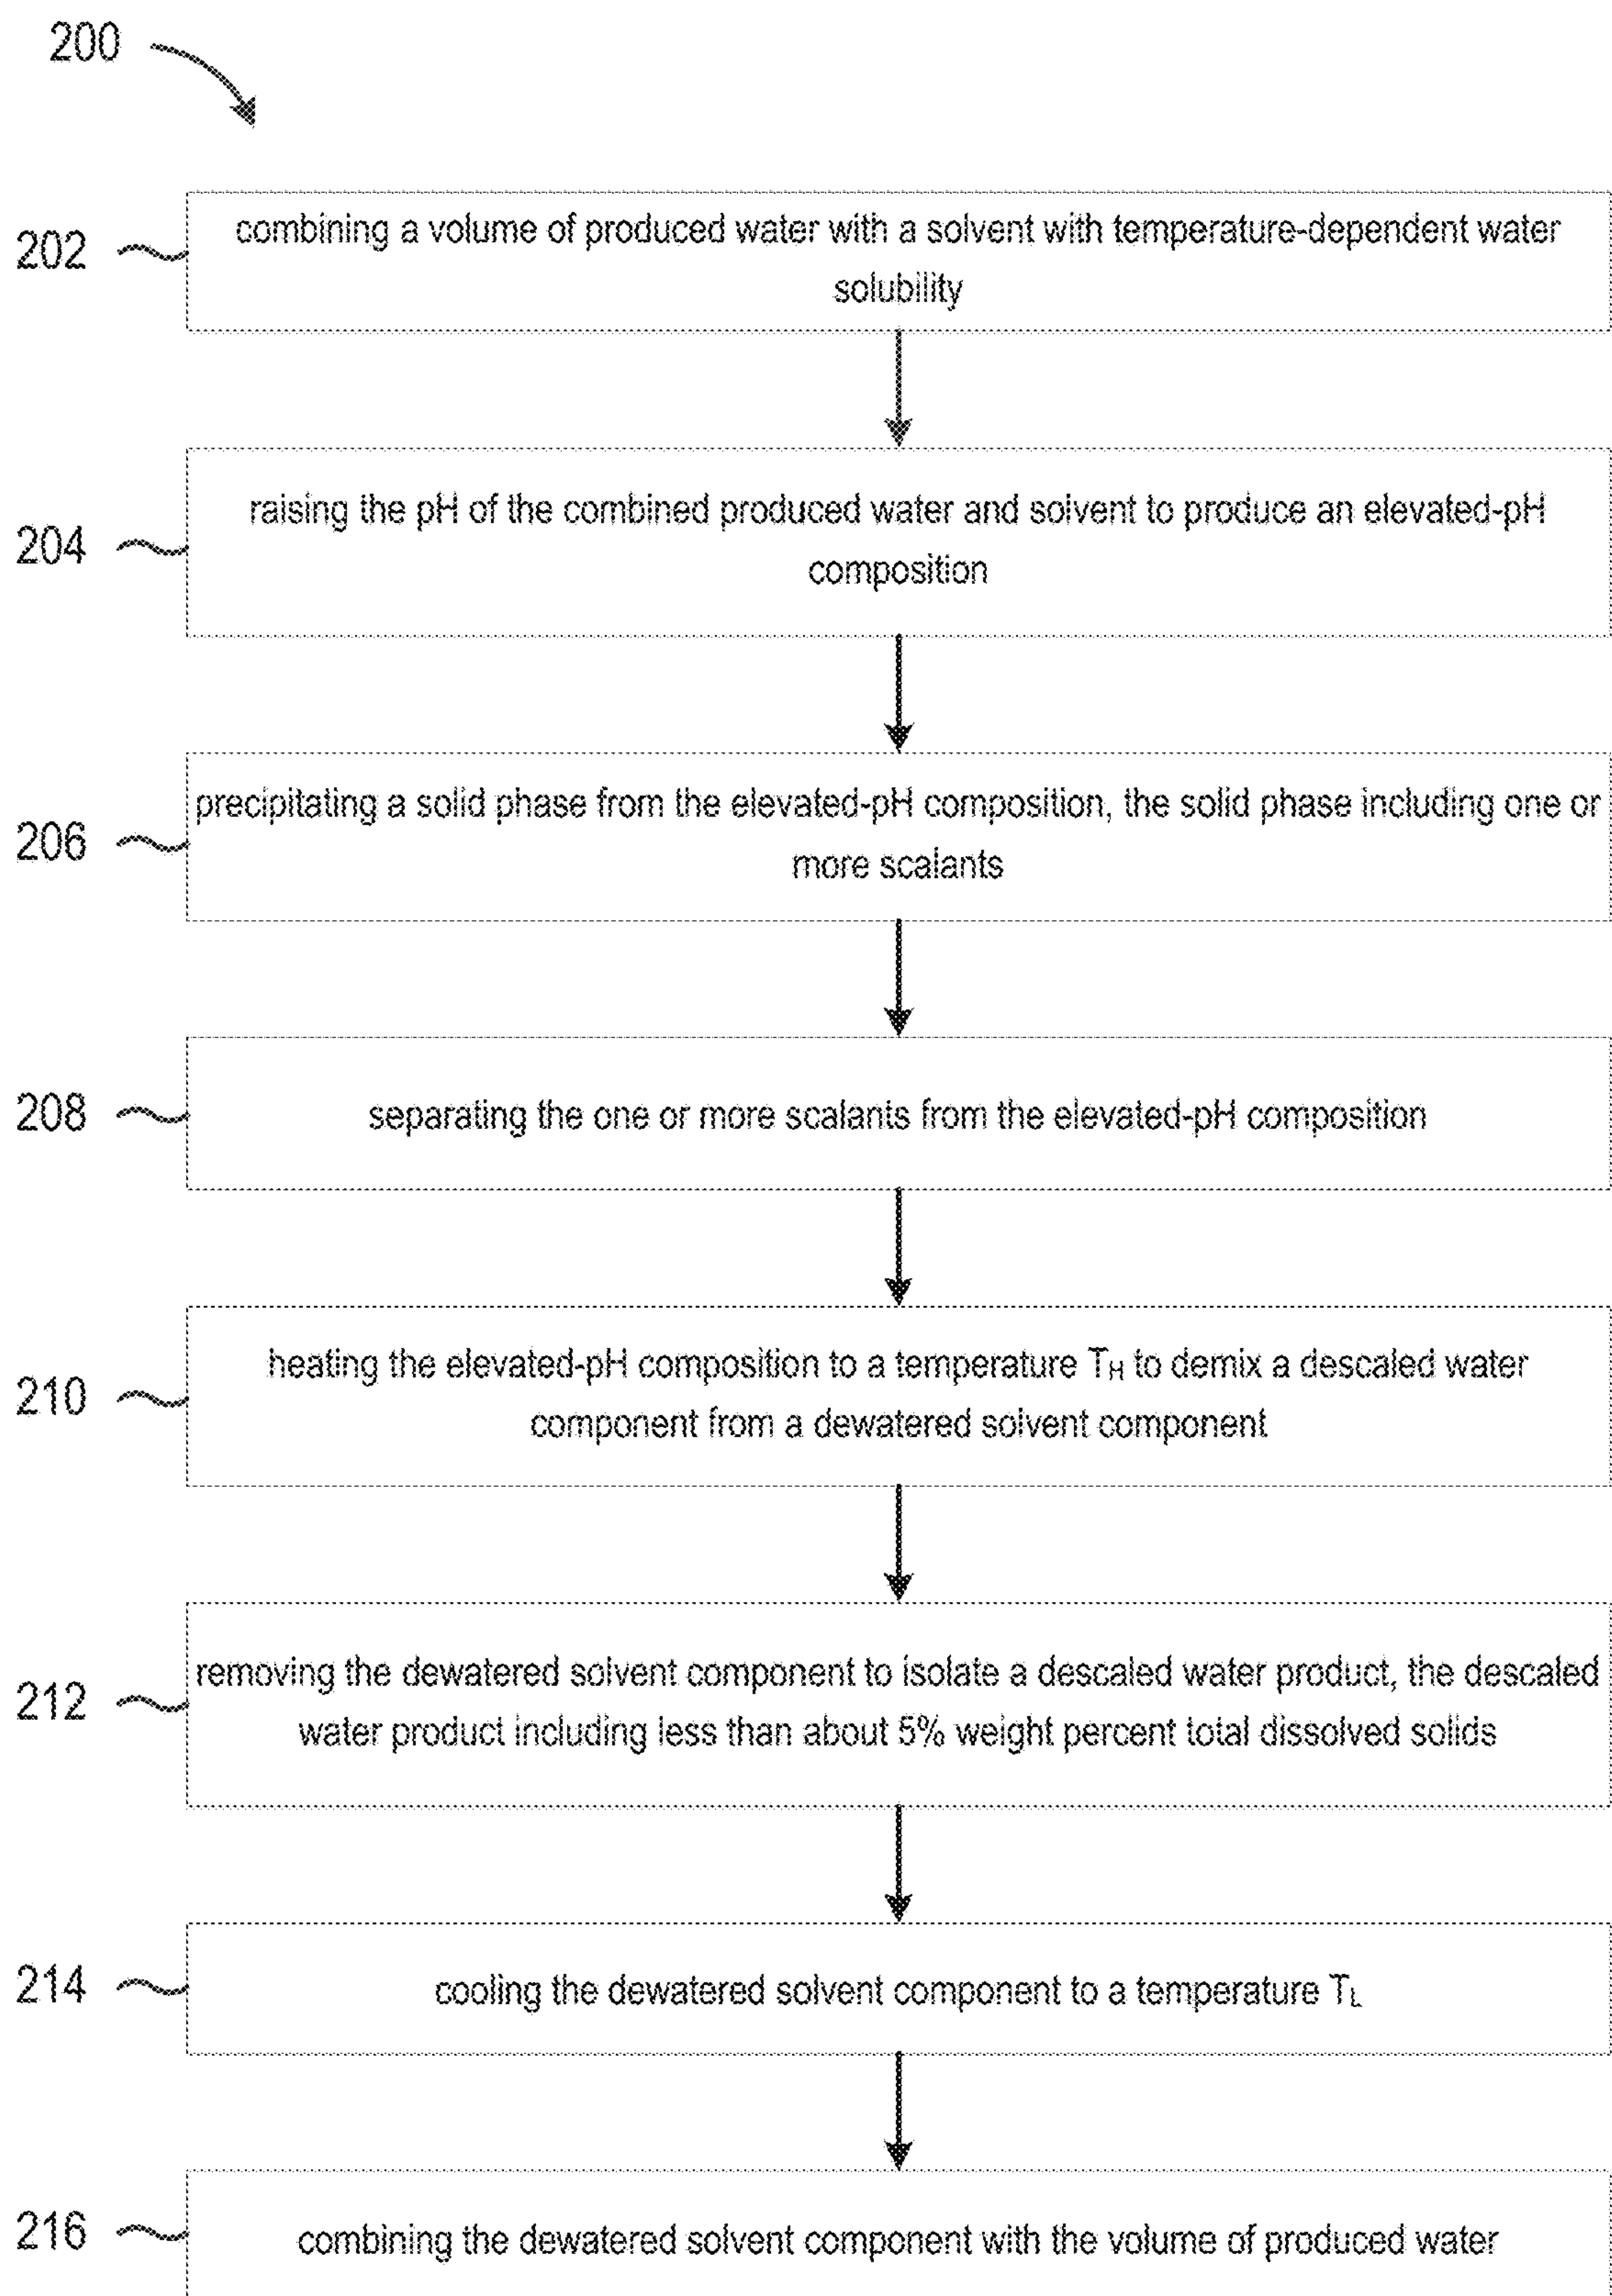 200
202
combining a volume of produced water with a solvent with temperature-dependent water
solubility
204
raising the pH of the combined produced water and solvent to produce an elevated-pH
composition
206
precipitating a solid phase from the elevated-pH composition, the solid phase including one or
more scalants
208
separating the one or more scalants from the elevated-pH composition
210
heating the elevated-pH composition to a temperature TH to demix a descaled water
component from a dewatered solvent component
212
removing the dewatered solvent component to isolate a descaled water product, the descaled
water product including less than about 5% weight percent total dissolved solids
214
cooling the dewatered solvent component to a temperature TL
216
combining the dewatered solvent component with the volume of produced water